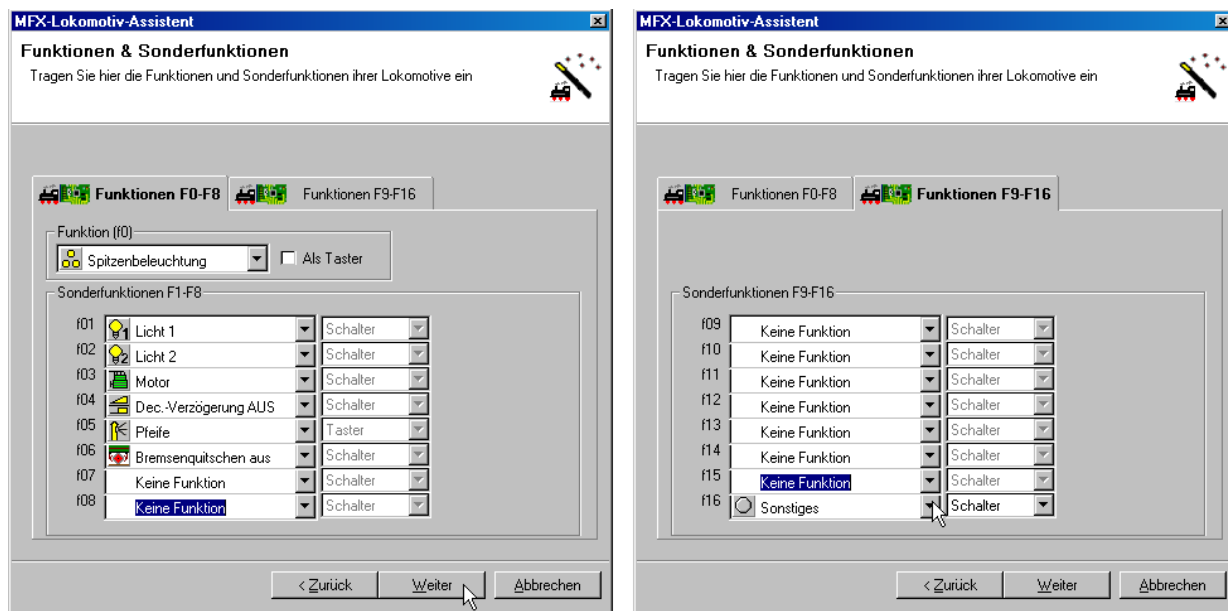 MFX-Lokomotiv-Assistent
Funktionen & Sonderfunktionen
Tragen Sie hier die Funktionen und Sonderfunktionen ihrer Lokomotive ein
Funktionen F0-F8
Funktionen F9-F16
Funktion (f0)
Spitzenbeleuchtung
Als Taster
Sonderfunktionen F1-F8
f01 1 Licht 1 Schalter
f02 2 Licht 2 Schalter
f03 Motor Schalter
f04 Dec.-Verzögerung AUS Schalter
f05 Pfeife Taster
f06 Bremsenquitschen aus Schalter
f07 Keine Funktion Schalter
f08 Keine Funktion Schalter
< Zurück
Weiter
Abbrechen
MFX-Lokomotiv-Assistent
Funktionen & Sonderfunktionen
Tragen Sie hier die Funktionen und Sonderfunktionen ihrer Lokomotive ein
Funktionen F0-F8
Funktionen F9-F16
Sonderfunktionen F9-F16
f09 Keine Funktion Schalter
f10 Keine Funktion Schalter
f11 Keine Funktion Schalter
f12 Keine Funktion Schalter
f13 Keine Funktion Schalter
f14 Keine Funktion Schalter
f15 Keine Funktion Schalter
f16 Sonstiges Schalter
< Zurück
Weiter
Abbrechen